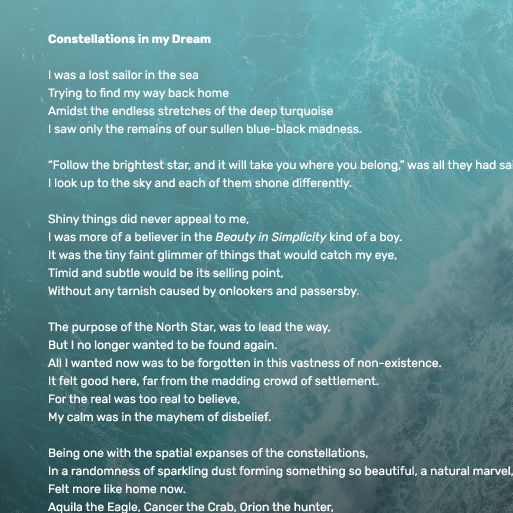 Constellations in my Dream
I was a lost sailor in the sea
Trying to find my way back home
Amidst the endless stretches of the deep turquoise
I saw only the remains of our sullen blue-black madness.
“Follow the brightest star, and it will take you where you belong,” was all they had
I look up to the sky and each of them shone differently.
Shiny things did never appeal to me,
I was more of a believer in the Beauty in Simplicity kind of a boy.
It was the tiny faint glimmer of things that would catch my eye,
Timid and subtle would be its selling point,
Without any tarnish caused by onlookers and passersby.
The purpose of the North Star, was to lead the way,
But I no longer wanted to be found again.
All I wanted now was to be forgotten in this vastness of non-existence.
It felt good here, far from the madding crowd of settlement.
For the real was too real to believe,
My calm was in the mayhem of disbelief.
Being one with the spatial expanses of the constellations,
In a randomness of sparkling dust forming something so beautiful, a natural marvel,
Felt more like home now.
Aquila the Eagle, Cancer the Crab, Orion the hunter,